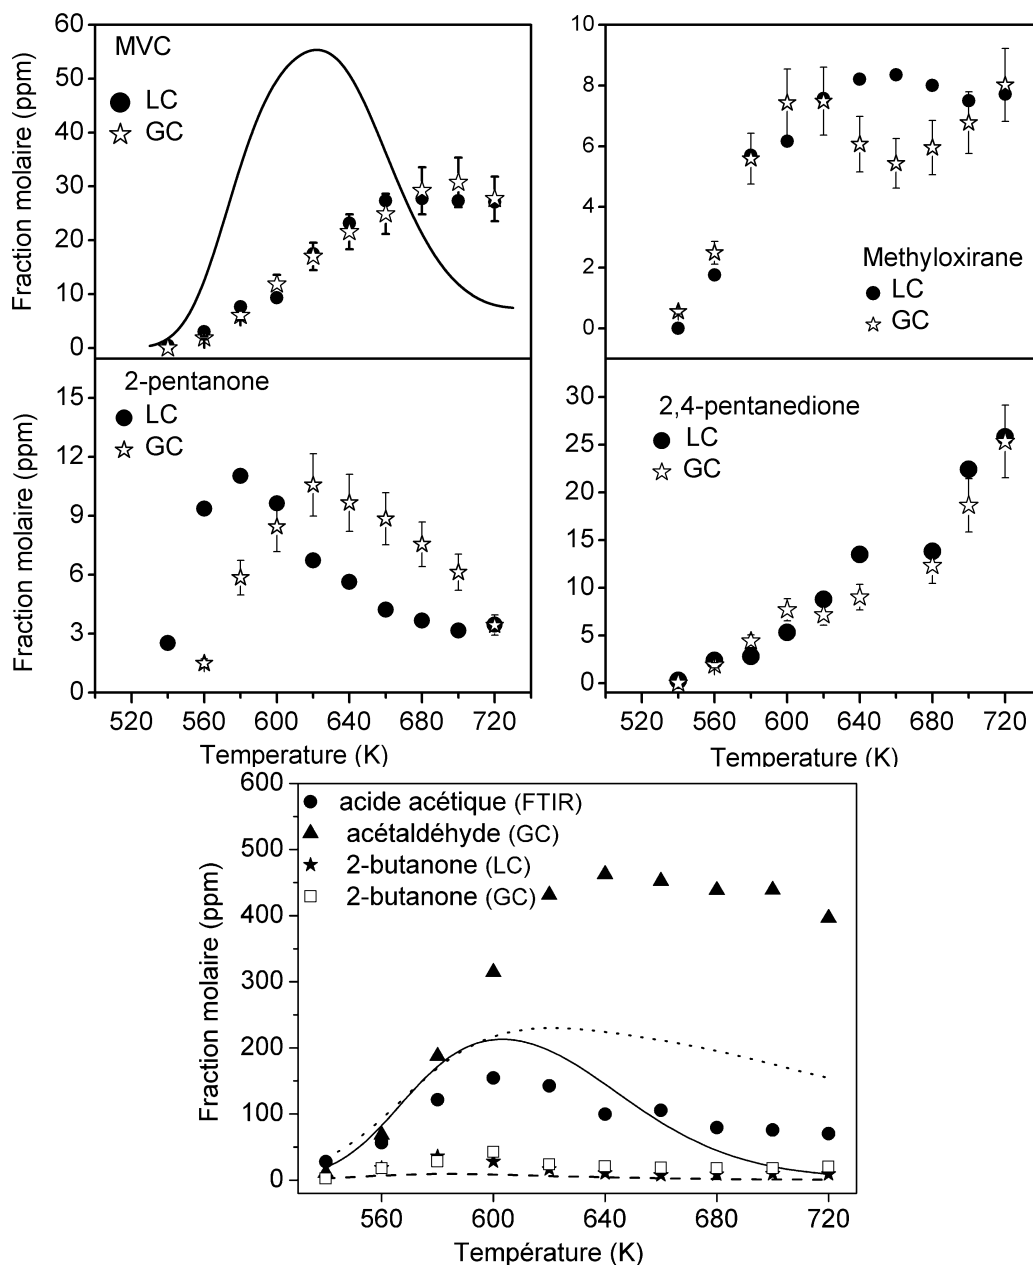 MVC
LC
GC
Fraction molaire (ppm)
60
50
40
30
20
10
0
10
8
6
4
2
0
Methyloxirane
LC
GC
2-pentanone
LC
GC
Fraction molaire (ppm)
15
12
9
6
3
0
520 560 600 640 680 720
Temperature (K)
2,4-pentanedione
LC
GC
30
25
20
15
10
5
0
520 560 600 640 680 720
Temperature (K)
acide acétique (FTIR)
acétaldéhyde (GC)
2-butanone (LC)
2-butanone (GC)
Fraction molaire (ppm)
600
500
400
300
200
100
0
560 600 640 680 720
Température (K)